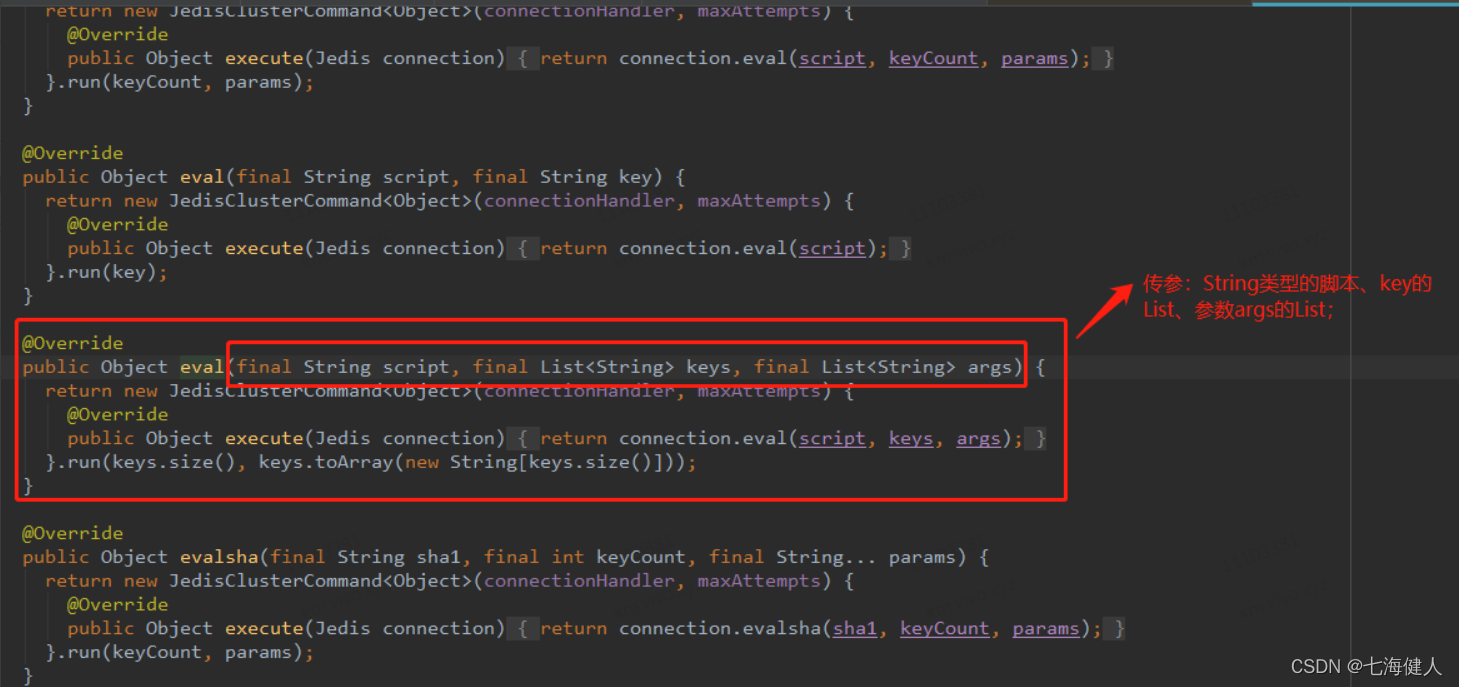 return new JedisClusterCommand<Object>(connectionHandler, maxAttempts) {
@Override
public Object execute(Jedis connection) { return connection.eval(script, keyCount, params); }
}.run(keyCount, params);
}
@Override
public Object eval(final String script, final String key) {
return new JedisClusterCommand<Object>(connectionHandler, maxAttempts) {
@Override
public Object execute(Jedis connection) { return connection.eval(script); }
}.run(key);
}
传参：String类型的脚本、key的
List、参数args的List;
@Override
public Object eval(final String script, final List<String> keys, final List<String> args) {
return new JedisClusterCommand<Object>(connectionHandler, maxAttempts) {
@Override
public Object execute(Jedis connection) { return connection.eval(script, keys, args); }
}.run(keys.size(), keys.toArray(new String[keys.size()]));
}
@Override
public Object evalsha(final String sha1, final int keyCount, final String... params) {
return new JedisClusterCommand<Object>(connectionHandler, maxAttempts) {
@Override
public Object execute(Jedis connection) { return connection.evalsha(sha1, keyCount, params); }
}.run(keyCount, params);
}
CSDN @七海健人